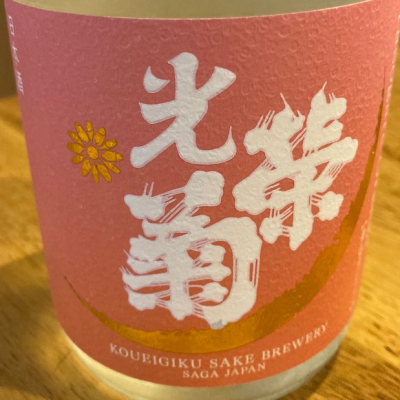 光
栄
菊
KOUEIGIKU SAKE BREWERY
SAGA JAPAN